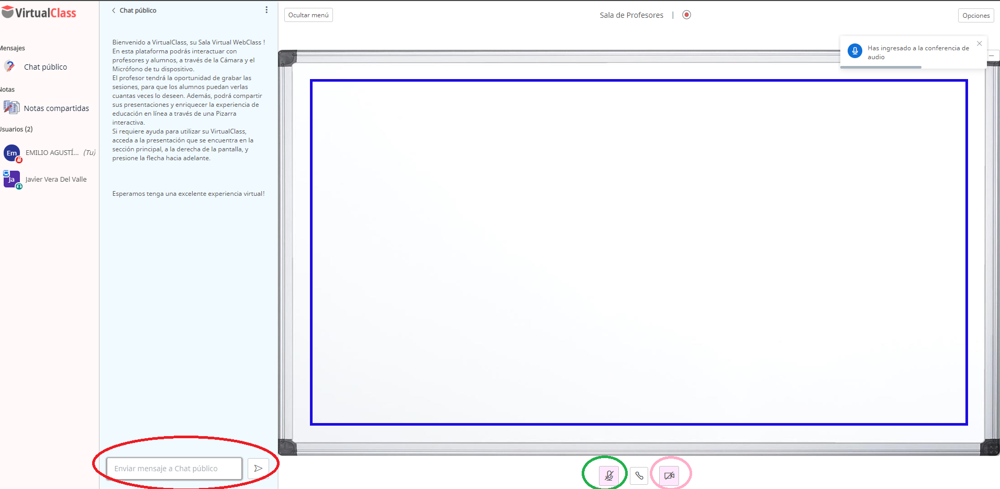 VirtualClass
Mensajes
Chat público
Notas
Notas compartidas
Usuarios (2)
Em
EMILIO AGUSTÍ... (Tu)
Ja
Javier Vera Del Valle
Chat público
Bienvenido a VirtualClass, su Sala Virtual WebClass !
En esta plataforma podrás interactuar con
profesores y alumnos, a través de la Cámara y el
Micrófono de tu dispositivo.
El profesor tendrá la oportunidad de grabar las
sesiones, para que los alumnos puedan verlas
cuantas veces lo deseen. Además, podrá compartir
sus presentaciones y enriquecer la experiencia de
educación en línea a través de una Pizarra
interactiva.
Si requiere ayuda para utilizar su VirtualClass,
acceda a la presentación que se encuentra en la
sección principal, a la derecha de la pantalla, y
presione la flecha hacia adelante.
Esperamos tenga una excelente experiencia virtual!
Enviar mensaje a Chat público
Ocultar menú
Sala de Profesores |
Opciones
Has ingresado a la conferencia de
audio